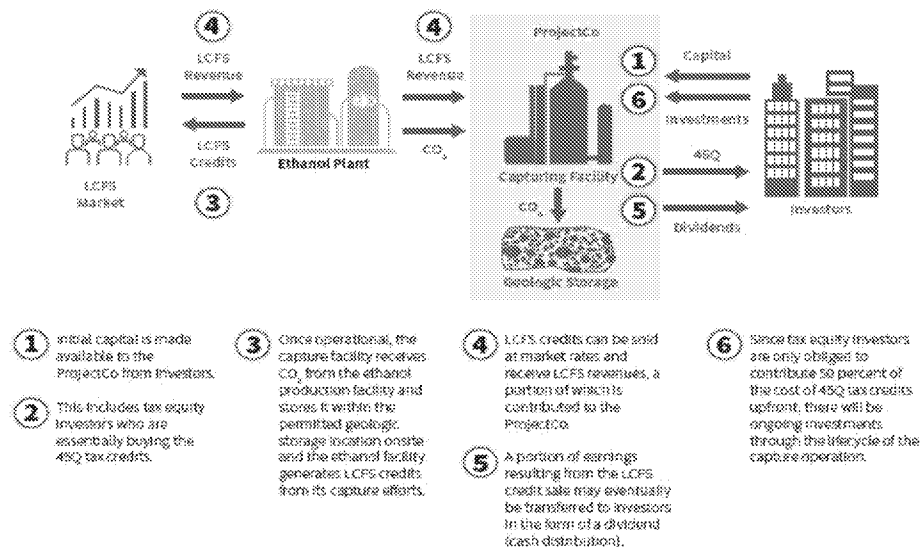 4
4
LCFS
Revenue
LCFS
Revenue
ProjectCo
1
Capital
6
Investments
LCFS
Credits
Ethanol Plant
CO2
Capturing Facility
2
45Q
LCFS
Market
3
CO2
5
Dividends
Investors
Geologic Storage
1
Initial capital is made
available to the
ProjectCo from Investors.
2
This includes tax equity
investors who are
essentially buying the
45Q tax credits.
3
Once operational, the
capture facility receives
CO2 from the ethanol
production facility and
stores it within the
permitted geologic
storage location onsite
and the ethanol facility
generates LCFS credits
from its capture efforts.
4
LCFS credits can be sold
at market rates and
receive LCFS revenues, a
portion of which is
contributed to the
ProjectCo.
5
A portion of earnings
resulting from the LCFS
credit sale may eventually
be transferred to investors
in the form of a dividend
(cash distribution).
6
Since tax equity investors
are only obliged to
contribute 50 percent of
the cost of 45Q tax credits
upfront, there will be
ongoing investments
through the lifecycle of the
capture operation.